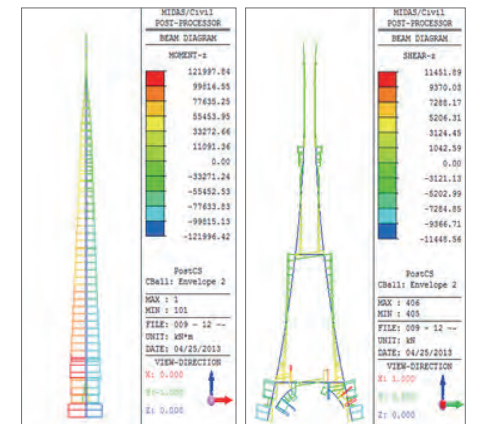 MIDAS/Civil
POST-PROCESSOR
BEAM DIAGRAM
MOMENT-z
121997.84
99816.55
77635.25
55453.95
33272.66
11091.36
0.00
-33271.24
-55452.53
-77633.83
-99815.13
-121996.42
PostCS
CBall: Envelope 2
MAX : 1
MIN : 101
FILE: 009 - 12 --
UNIT: kN*m
DATE: 04/25/2013
VIEW-DIRECTION
X: 0.000
Z: 0.000
MIDAS/Civil
POST-PROCESSOR
BEAM DIAGRAM
SHEAR-z
11451.89
9370.03
7288.17
5206.31
3124.45
1042.59
0.00
-3121.13
-5202.99
-7284.85
-9366.71
-11448.56
PostCS
CBall: Envelope 2
MAX : 406
MIN : 405
FILE: 009 - 12 --
UNIT: kN
DATE: 04/25/2013
VIEW-DIRECTION
X: 1.000
Z: 0.000